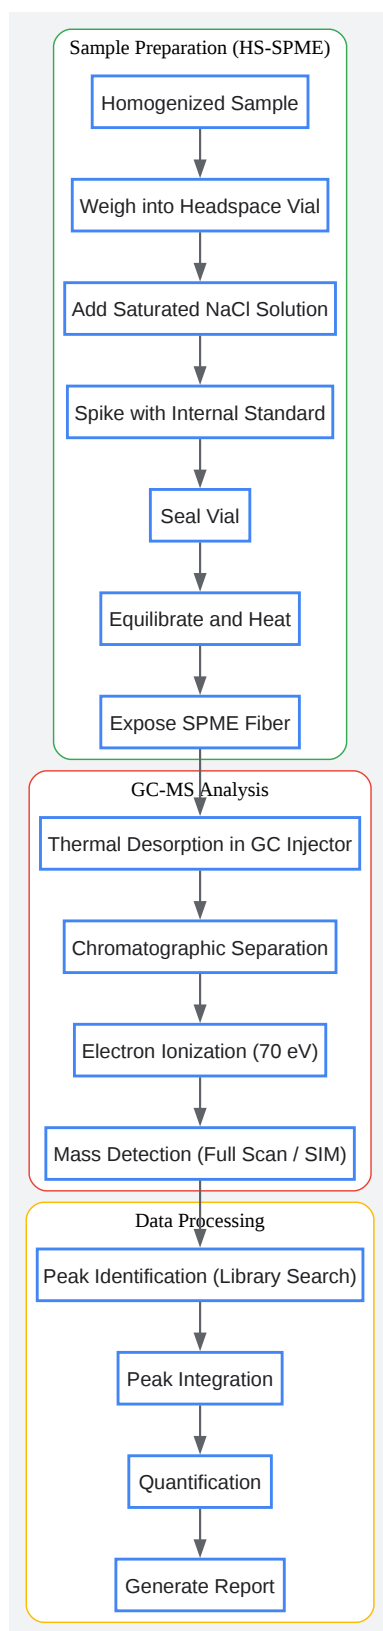 Sample Preparation (HS-SPME)
Homogenized Sample
Weigh into Headspace Vial
Add Saturated NaCl Solution
Spike with Internal Standard
Seal Vial
Equilibrate and Heat
Expose SPME Fiber
GC-MS Analysis
Thermal Desorption in GC Injector
Chromatographic Separation
Electron Ionization (70 eV)
Mass Detection (Full Scan / SIM)
Data Processing
Peak Identification (Library Search)
Peak Integration
Quantification
Generate Report